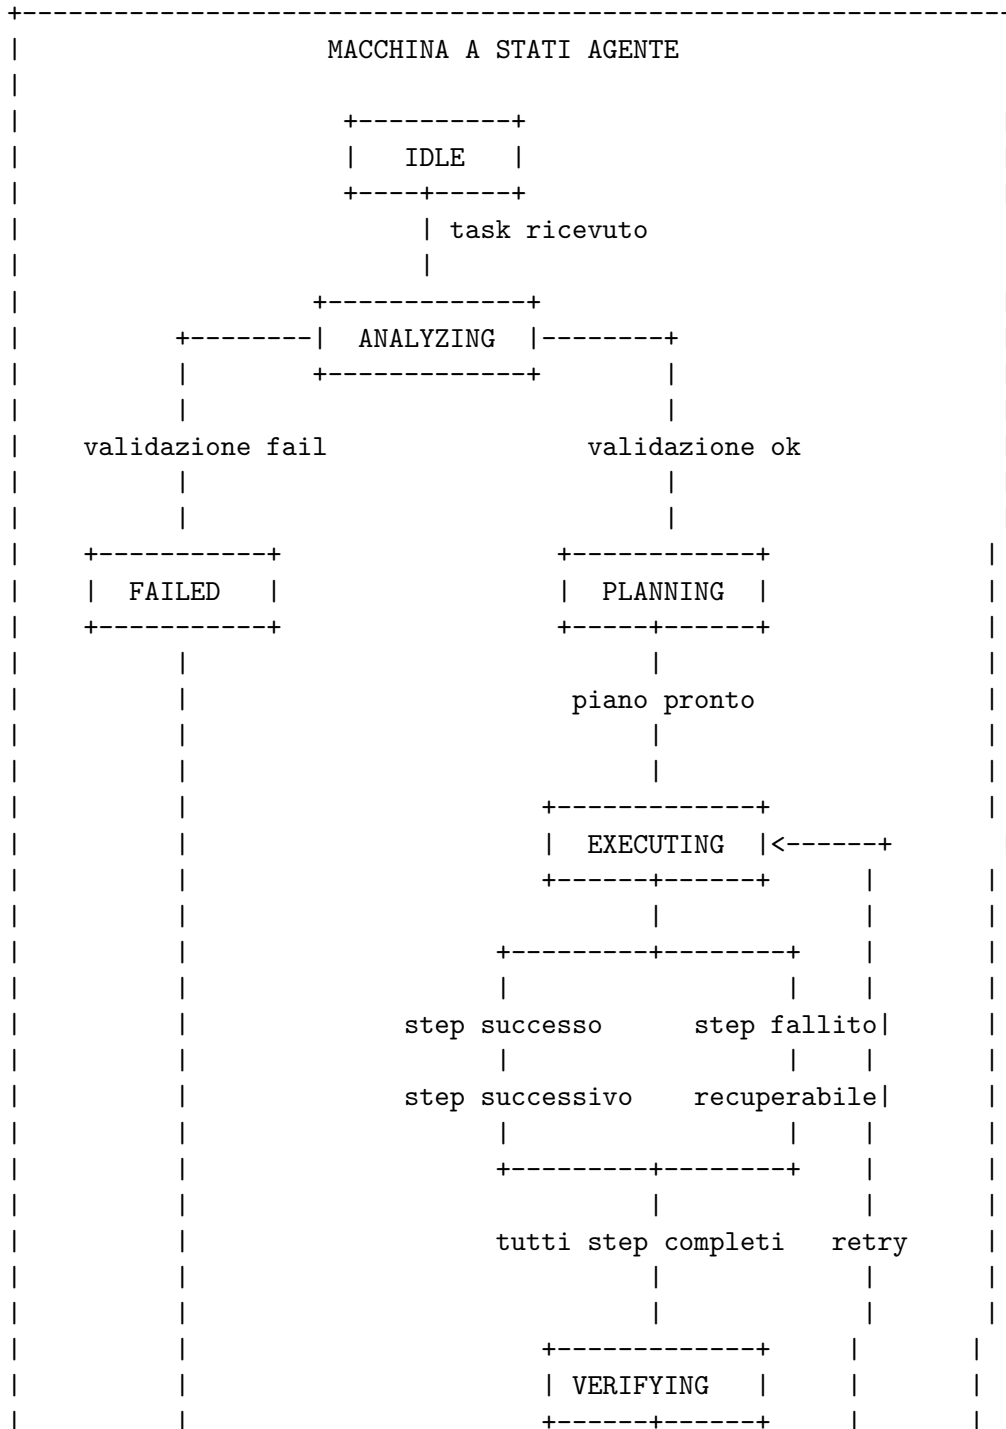 MACCHINA A STATI AGENTE
IDLE
task ricevuto
ANALYZING
validazione fail validazione ok
FAILED PLANNING
piano pronto
EXECUTING
step successo step fallito
step successivo recuperabile
tutti step completi retry
VERIFYING